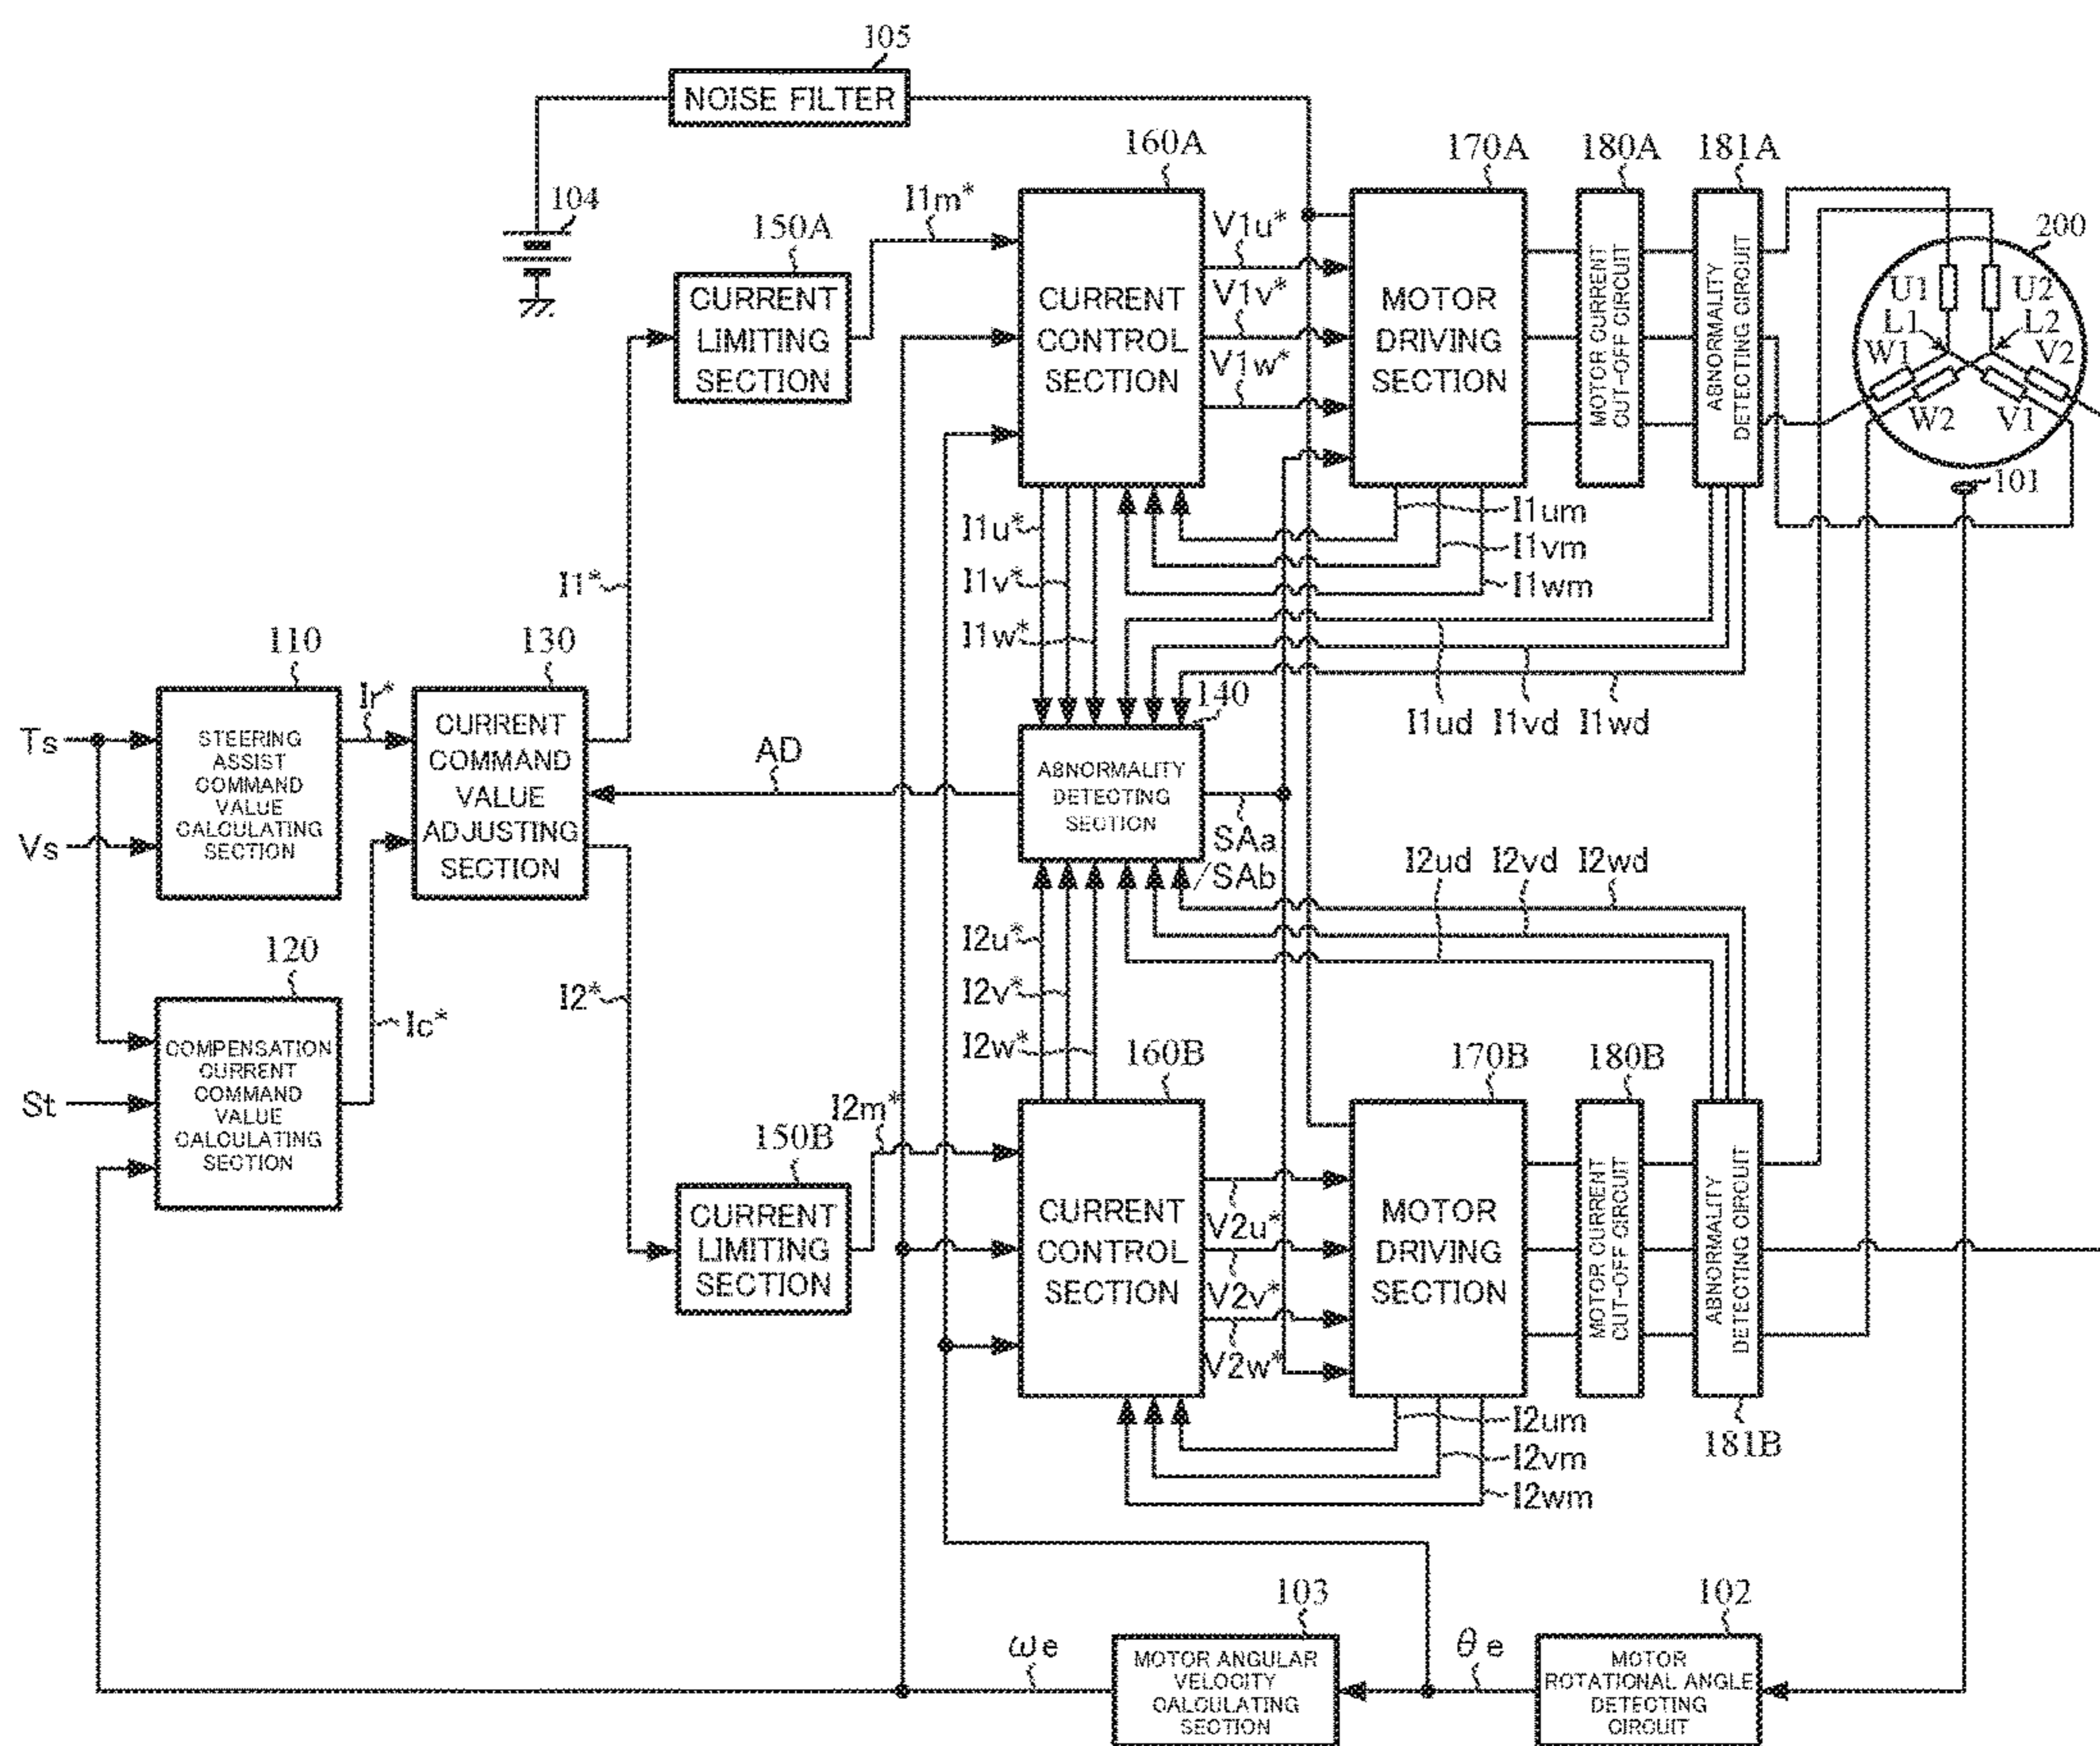 105
NOISE FILTER
104
160A
170A
180A
181A
200
150A
I1m*
CURRENT
LIMITING
SECTION
CURRENT
CONTROL
SECTION
V1u*
V1v*
V1w*
MOTOR
DRIVING
SECTION
MOTOR CURRENT
CUT-OFF CIRCUIT
ABNORMALITY
DETECTING CIRCUIT
U1
U2
L1
L2
W1
V2
W2
V1
101
I1u*
I1v*
I1w*
I1um
I1vm
I1wm
I1*
110
130
140
I1ud I1vd I1wd
Ts
Vs
STEERING
ASSIST
COMMAND
VALUE
CALCULATING
SECTION
Ir*
CURRENT
COMMAND
VALUE
ADJUSTING
SECTION
AD
ABNORMALITY
DETECTING
SECTION
SAa
/SAb
I2ud I2vd I2wd
120
St
COMPENSATION
CURRENT
COMMAND
VALUE
CALCULATING
SECTION
Ic*
I2*
I2u*
I2v*
I2w*
160B
170B
180B
I2m*
150B
CURRENT
LIMITING
SECTION
CURRENT
CONTROL
SECTION
V2u*
V2v*
V2w*
MOTOR
DRIVING
SECTION
MOTOR CURRENT
CUT-OFF CIRCUIT
ABNORMALITY
DETECTING CIRCUIT
181B
I2um
I2vm
I2wm
103
102
ωe
MOTOR ANGULAR
VELOCITY
CALCULATING
SECTION
θe
MOTOR
ROTATIONAL ANGLE
DETECTING
CIRCUIT